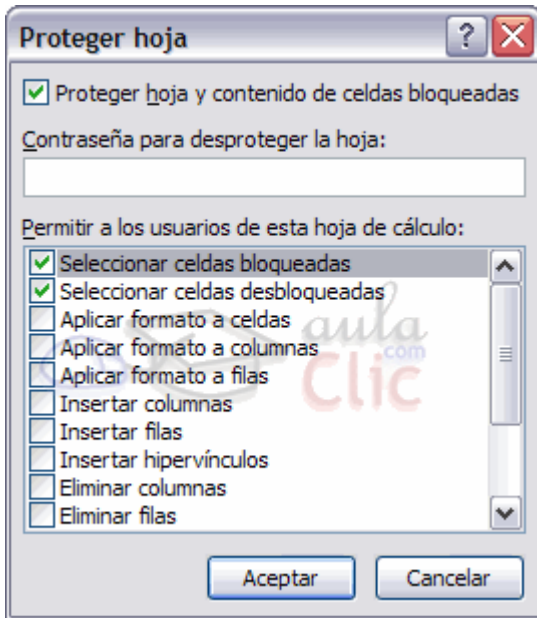 Proteger hoja
Proteger hoja y contenido de celdas bloqueadas
Contraseña para desproteger la hoja:
Permitir a los usuarios de esta hoja de cálculo:
Seleccionar celdas bloqueadas
Seleccionar celdas desbloqueadas
Aplicar formato a celdas
Aplicar formato a columnas
Aplicar formato a filas
Insertar columnas
Insertar filas
Insertar hipervínculos
Eliminar columnas
Eliminar filas
aula
.com
Clic
Aceptar Cancelar